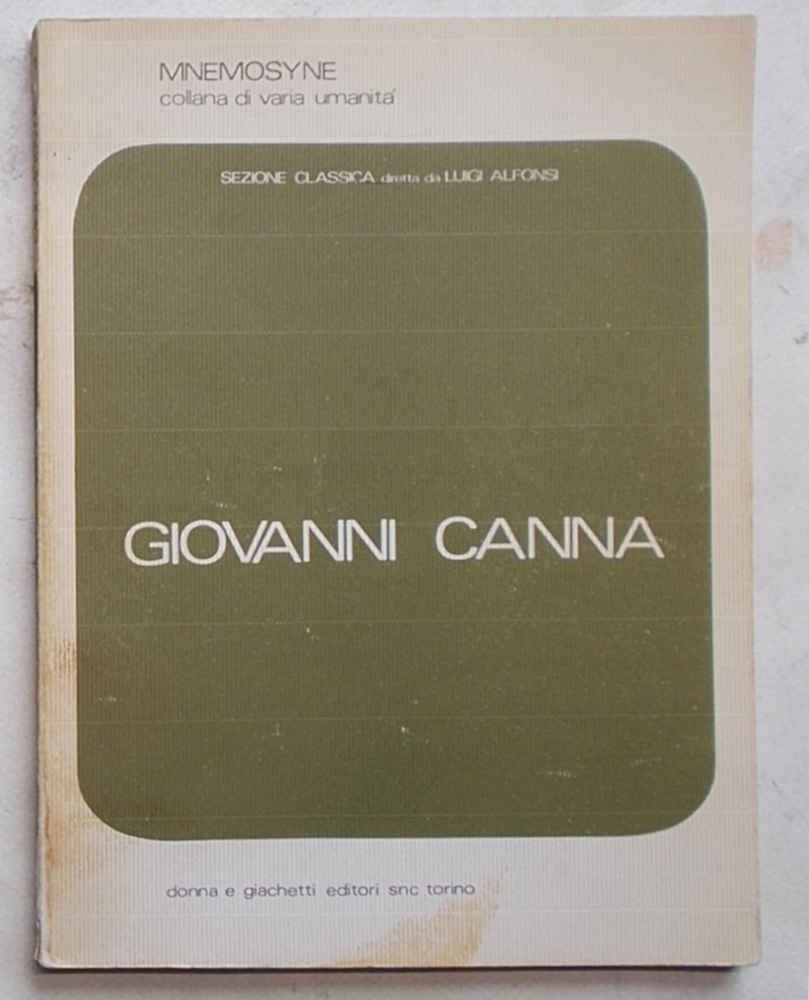 MNEMOSYNE
collana di varia umanità
SEZIONE CLASSICA diretta da LUIGI ALFONSI
GIOVANNI CANNA
donna e giachetti editori snc torino